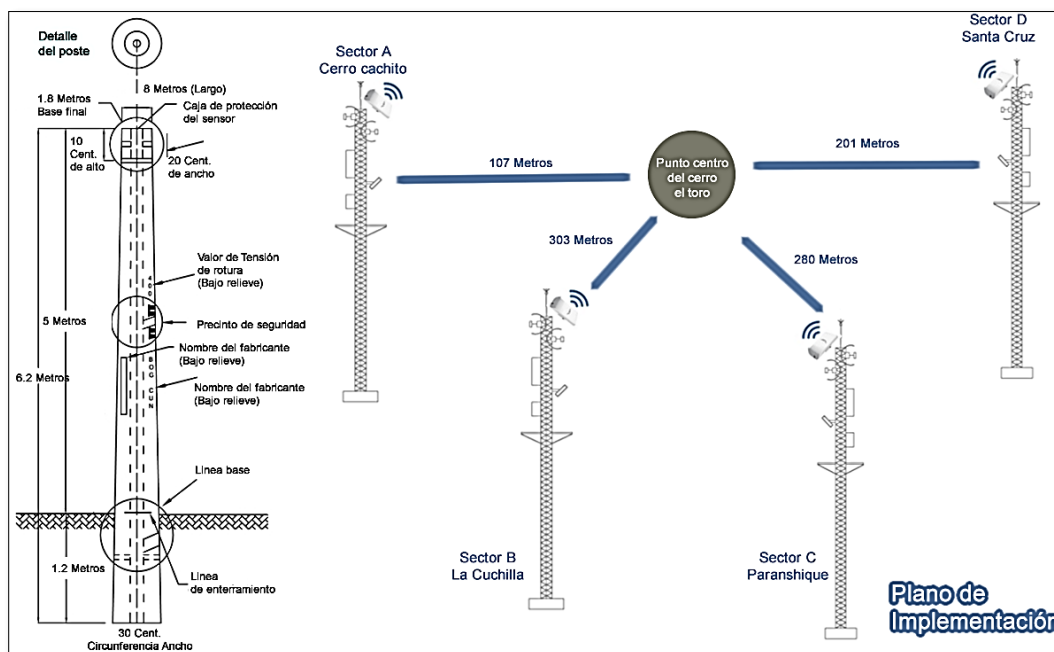 Detalle
del poste
8 Metros (Largo)
1.8 Metros
Base final
Caja de protección
del sensor
10
Cent.
de alto
20 Cent.
de ancho
Valor de Tensión
de rotura
(Bajo relieve)
400
Precinto de seguridad
5 Metros
Nombre del fabricante
(Bajo relieve)
6.2 Metros
Nombre del fabricante
(Bajo relieve)
Línea base
1.2 Metros
Línea
de enterramiento
30 Cent.
Circunferencia Ancho
Sector A
Cerro cachito
107 Metros
Punto centro
del cerro
el toro
201 Metros
Sector D
Santa Cruz
303 Metros
280 Metros
Sector B
La Cuchilla
Sector C
Paranshique
Plano de
Implementación